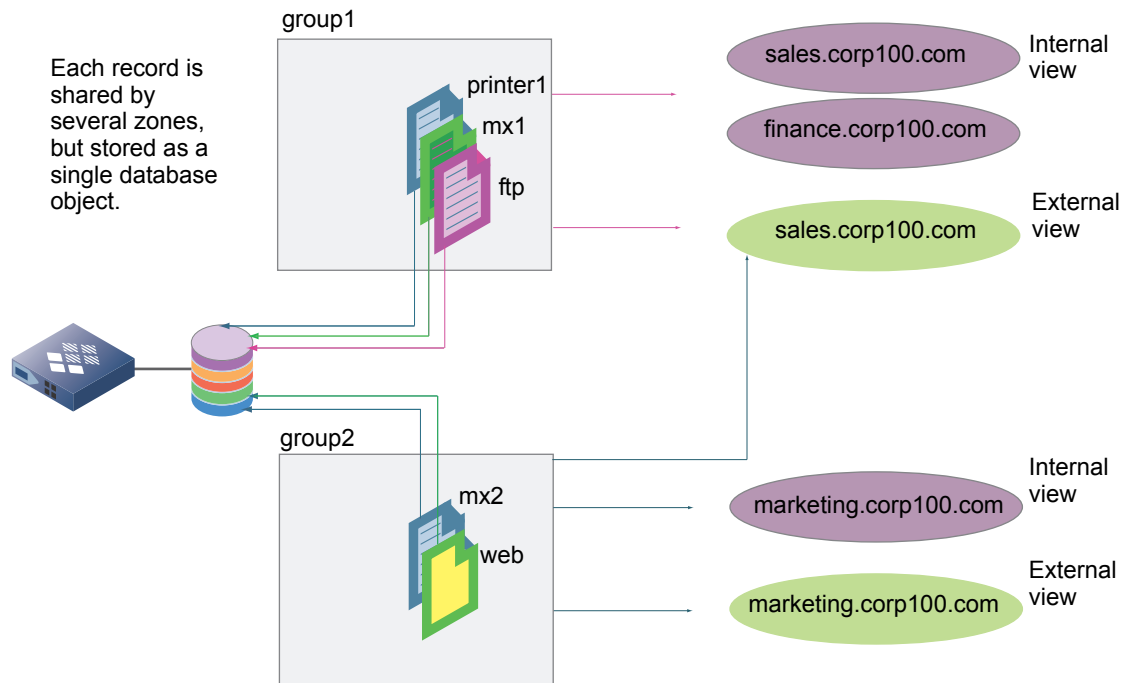 group1
Each record is
shared by
several zones,
but stored as a
single database
object.
printer1
mx1
ftp
sales.corp100.com
Internal
view
finance.corp100.com
External
view
sales.corp100.com
group2
mx2
web
Internal
view
marketing.corp100.com
External
view
marketing.corp100.com